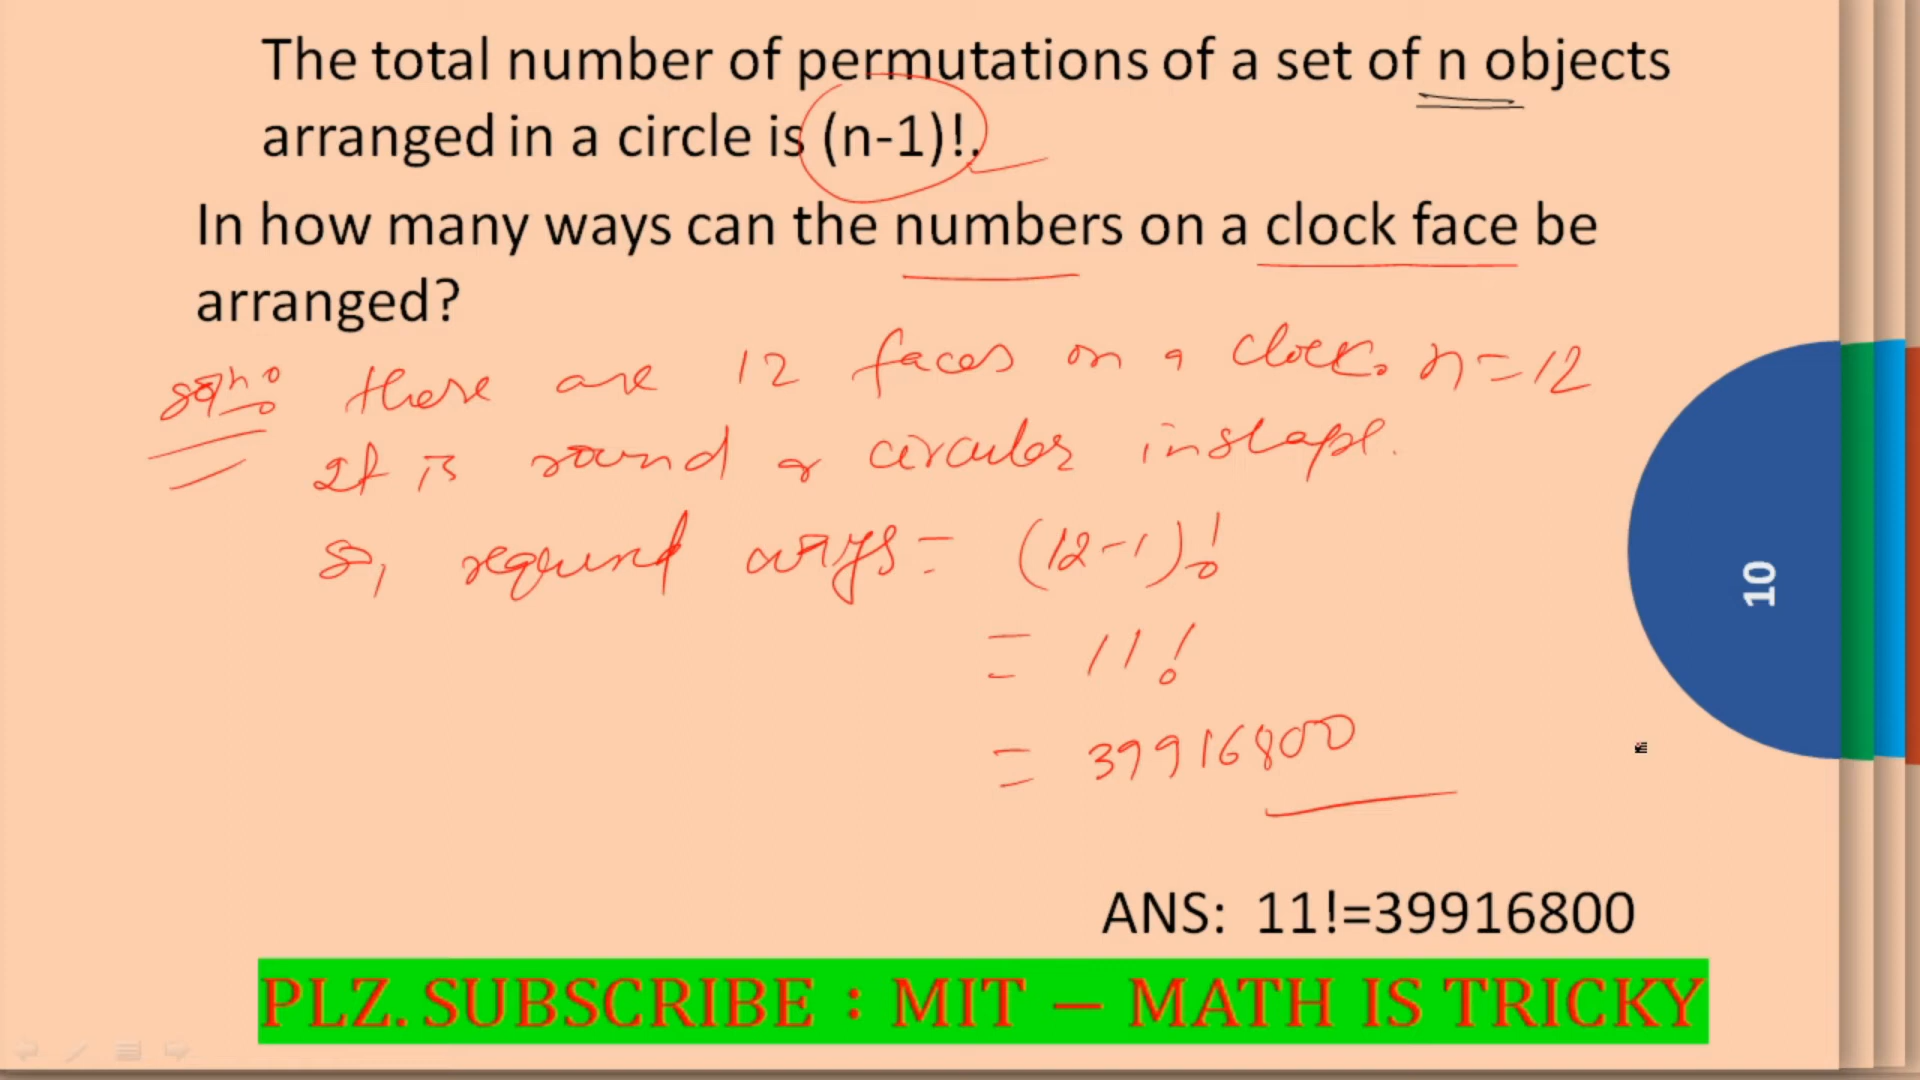 The total number of permutations of a set of n objects
arranged in a circle is (n-1)!.
In how many ways can the numbers on a clock face be
arranged?
Soln: there are 12 faces on a clock. n=12
It is round or circular in shape.
So, required ways = (12-1)!
= 11!
= 39916800
10
ANS: 11!=39916800
PLZ. SUBSCRIBE : MIT − MATH IS TRICKY